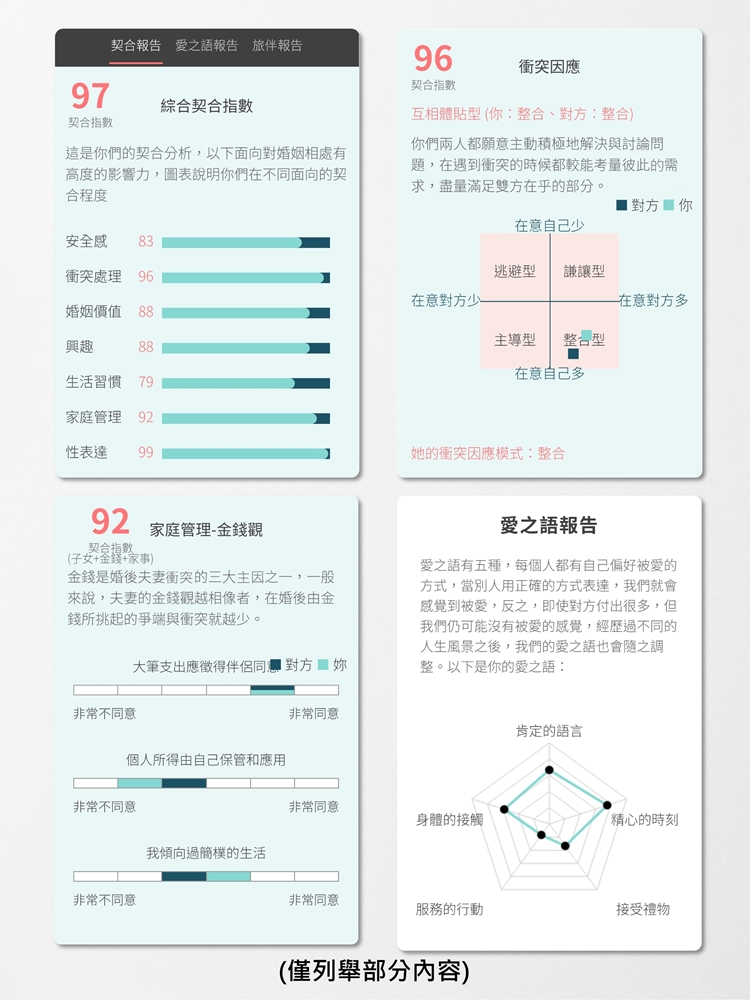 契合報告 愛之語報告 旅伴報告
97
契合指數
綜合契合指數
這是你們的契合分析，以下面向對婚姻相處有
高度的影響力，圖表說明你們在不同面向的契
合程度
安全感 83
衝突處理 96
婚姻價值 88
興趣 88
生活習慣 79
家庭管理 92
性表達 99
96
契合指數
衝突因應
互相體貼型 (你：整合、對方：整合)
你們兩人都願意主動積極地解決與討論問
題，在遇到衝突的時候都較能考量彼此的需
求，盡量滿足雙方在乎的部分。
對方 你
在意自己少
逃避型 謙讓型
在意對方少 在意對方多
主導型 整合型
在意自己多
她的衝突因應模式：整合
92
契合指數
(子女+金錢+家事)
家庭管理-金錢觀
金錢是婚後夫妻衝突的三大主因之一，一般
來說，夫妻的金錢觀越相像者，在婚後由金
錢所挑起的爭端與衝突就越少。
大筆支出應徵得伴侶同意 對方 妳
非常不同意 非常同意
個人所得由自己保管和應用
非常不同意 非常同意
我傾向過簡樸的生活
非常不同意 非常同意
愛之語報告
愛之語有五種，每個人都有自己偏好被愛的
方式，當別人用正確的方式表達，我們就會
感覺到被愛，反之，即使對方付出很多，但
我們仍可能沒有被愛的感覺，經歷過不同的
人生風景之後，我們的愛之語也會隨之調
整。以下是你的愛之語：
肯定的語言
身體的接觸 精心的時刻
服務的行動 接受禮物
(僅列舉部分內容)